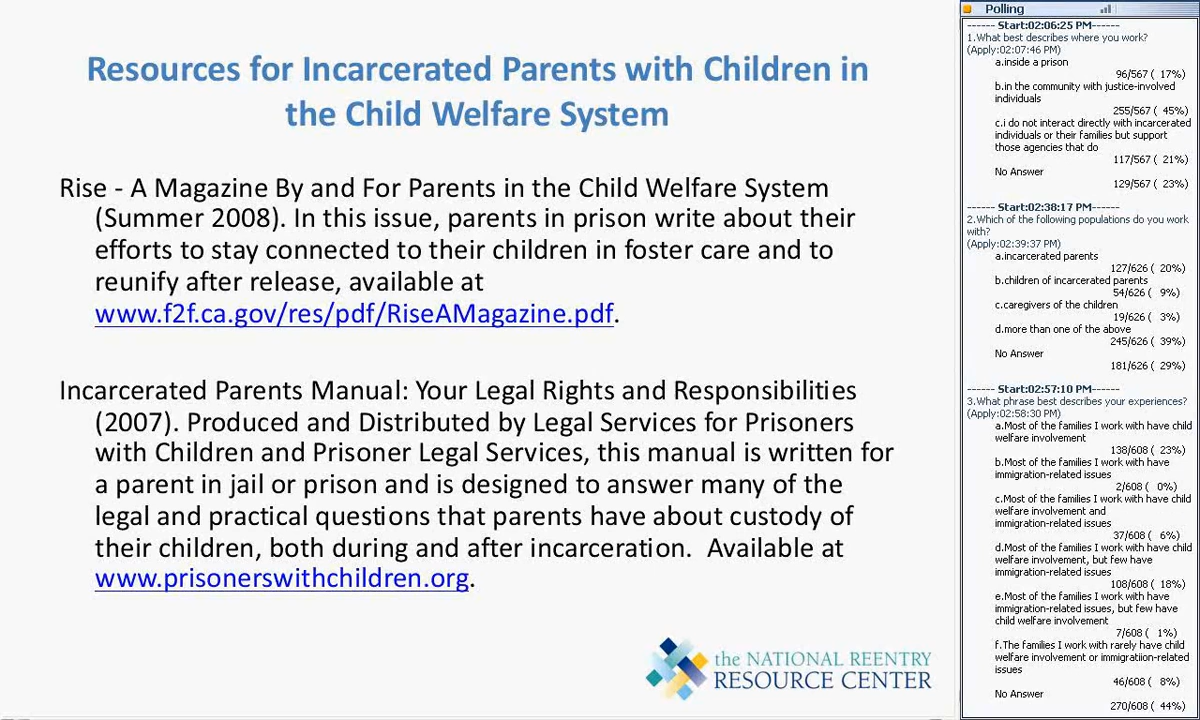 Resources for Incarcerated Parents with Children in
the Child Welfare System
Rise - A Magazine By and For Parents in the Child Welfare System
(Summer 2008). In this issue, parents in prison write about their
efforts to stay connected to their children in foster care and to
reunify after release, available at
www.f2f.ca.gov/res/pdf/RiseAMagazine.pdf.
Incarcerated Parents Manual: Your Legal Rights and Responsibilities
(2007). Produced and Distributed by Legal Services for Prisoners
with Children and Prisoner Legal Services, this manual is written for
a parent in jail or prison and is designed to answer many of the
legal and practical questions that parents have about custody of
their children, both during and after incarceration.  Available at
www.prisonerswithchildren.org.
the NATIONAL REENTRY
RESOURCE CENTER
Polling
------ Start:02:06:25 PM------
1.What best describes where you work?
(Apply:02:07:46 PM)
a.inside a prison
96/567 ( 17%)
b.in the community with justice-involved
individuals
255/567 ( 45%)
c.i do not interact directly with incarcerated
individuals or their families but support
those agencies that do
117/567 ( 21%)
No Answer
129/567 ( 23%)
------ Start:02:38:17 PM------
2.Which of the following populations do you work
with?
(Apply:02:39:37 PM)
a.incarcerated parents
127/626 ( 20%)
b.children of incarcerated parents
54/626 ( 9%)
c.caregivers of the children
19/626 ( 3%)
d.more than one of the above
245/626 ( 39%)
No Answer
181/626 ( 29%)
------ Start:02:57:10 PM------
3.What phrase best describes your experiences?
(Apply:02:58:30 PM)
a.Most of the families I work with have child
welfare involvement
138/608 ( 23%)
b.Most of the families I work with have
immigration-related issues
2/608 ( 0%)
c.Most of the families I work with have child
welfare involvement and
immigration-related issues
37/608 ( 6%)
d.Most of the families I work with have child
welfare involvement, but few have
immigration-related issues
108/608 ( 18%)
e.Most of the families I work with have
immigration-related issues, but few have
child welfare involvement
7/608 ( 1%)
f.The families I work with rarely have child
welfare involvement or immigratiion-related
issues
46/608 ( 8%)
No Answer
270/608 ( 44%)